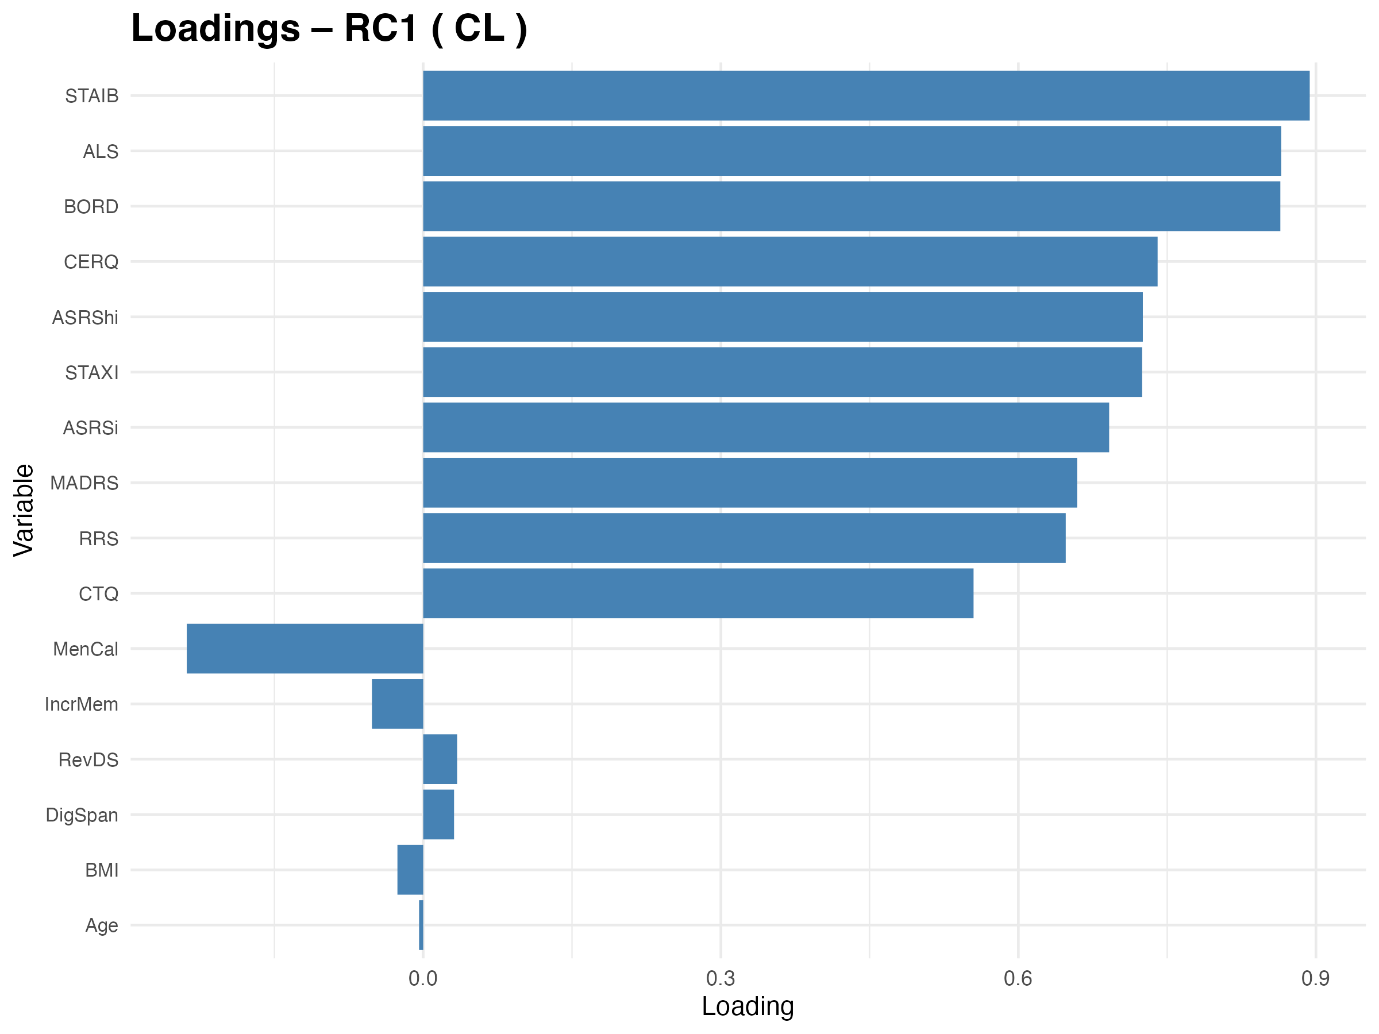 Loadings – RC1 ( CL )
STAIB
ALS
BORD
CERQ
ASRShi
STAXI
ASRSi
MADRS
RRS
CTQ
MenCal
IncrMem
RevDS
DigSpan
BMI
Age
Variable
0.0 0.3 0.6 0.9
Loading